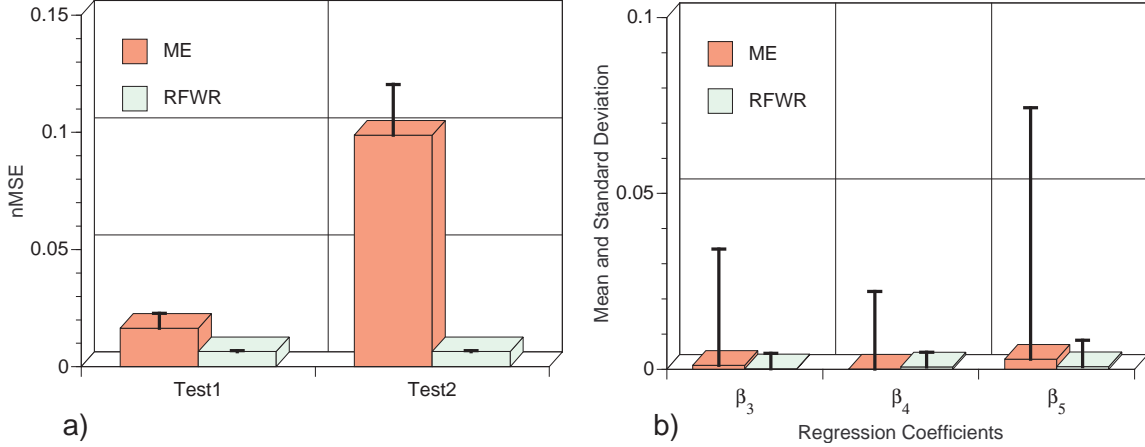 0.15
0.1
0.05
0
nMSE
ME
RFWR
Test1
Test2
a)
0.1
0.05
0
Mean and Standard Deviation
ME
RFWR
β3
β4
β5
Regression Coefficients
b)